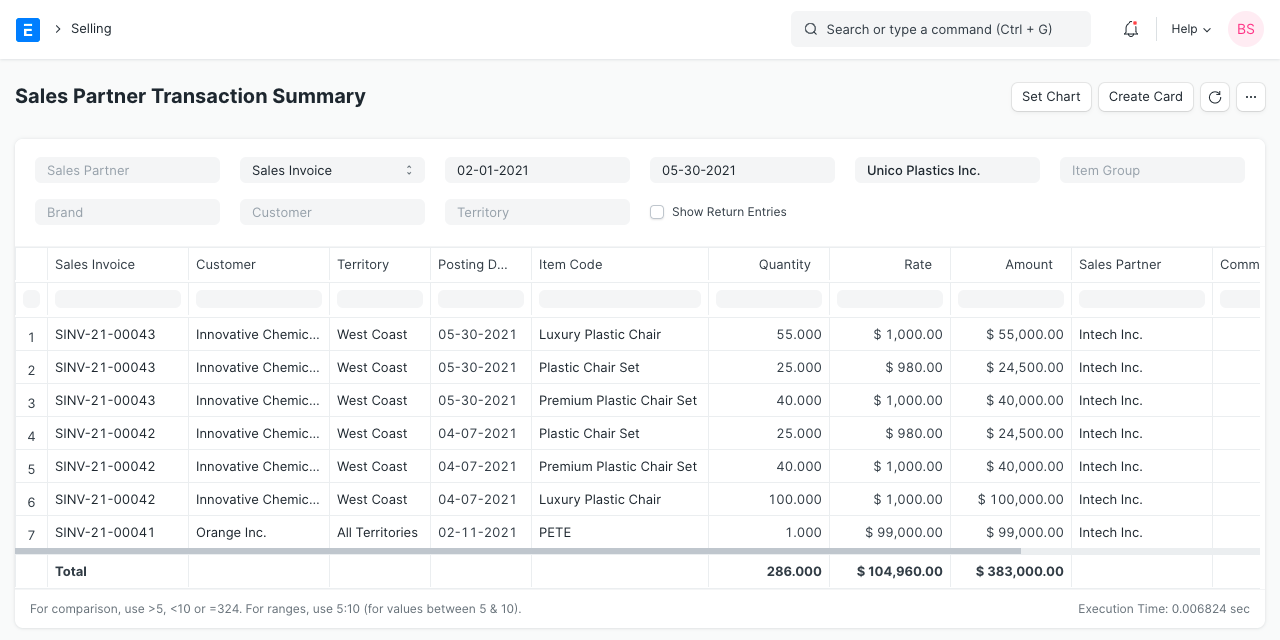 Selling
Search or type a command (Ctrl + G)
Help
BS
Sales Partner Transaction Summary
Set Chart
Create Card
Sales Partner
Sales Invoice
02-01-2021
05-30-2021
Unico Plastics Inc.
Item Group
Brand
Customer
Territory
Show Return Entries
Sales Invoice Customer Territory Posting D... Item Code Quantity Rate Amount Sales Partner Comm
1 SINV-21-00043 Innovative Chemic... West Coast 05-30-2021 Luxury Plastic Chair 55.000 $ 1,000.00 $ 55,000.00 Intech Inc.
2 SINV-21-00043 Innovative Chemic... West Coast 05-30-2021 Plastic Chair Set 25.000 $ 980.00 $ 24,500.00 Intech Inc.
3 SINV-21-00043 Innovative Chemic... West Coast 05-30-2021 Premium Plastic Chair Set 40.000 $ 1,000.00 $ 40,000.00 Intech Inc.
4 SINV-21-00042 Innovative Chemic... West Coast 04-07-2021 Plastic Chair Set 25.000 $ 980.00 $ 24,500.00 Intech Inc.
5 SINV-21-00042 Innovative Chemic... West Coast 04-07-2021 Premium Plastic Chair Set 40.000 $ 1,000.00 $ 40,000.00 Intech Inc.
6 SINV-21-00042 Innovative Chemic... West Coast 04-07-2021 Luxury Plastic Chair 100.000 $ 1,000.00 $ 100,000.00 Intech Inc.
7 SINV-21-00041 Orange Inc. All Territories 02-11-2021 PETE 1.000 $ 99,000.00 $ 99,000.00 Intech Inc.
Total 286.000 $ 104,960.00 $ 383,000.00
For comparison, use >5, <10 or =324. For ranges, use 5:10 (for values between 5 & 10).
Execution Time: 0.006824 sec